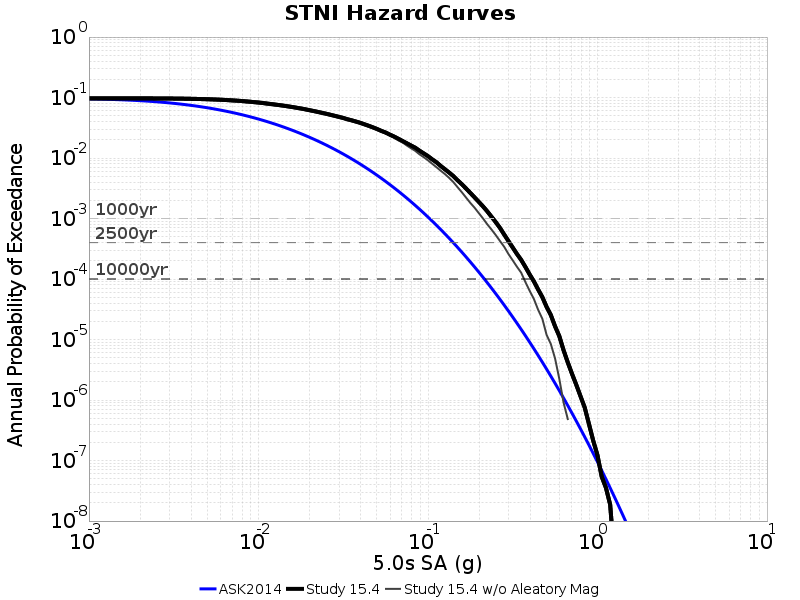 STNI Hazard Curves
Annual Probability of Exceedance
10^0
10^-1
10^-2
10^-3
10^-4
10^-5
10^-6
10^-7
10^-8
1000yr
2500yr
10000yr
10^-3 10^-2 10^-1 10^0 10^1
5.0s SA (g)
ASK2014 Study 15.4 Study 15.4 w/o Aleatory Mag